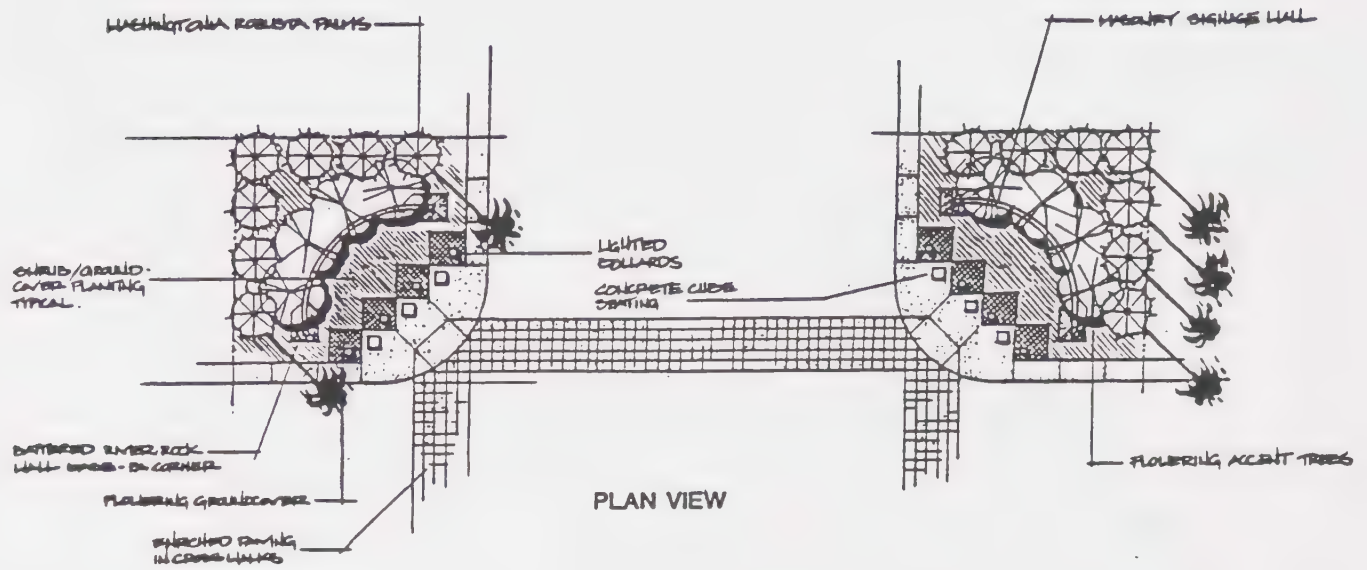 WASHINGTONIA ROBUSTA PALMS
MASONRY SIGNAGE WALL
SHRUB/GROUND-
COVER PLANTING
TYPICAL.
LIGHTED
BOLLARDS
CONCRETE CUBE
SEATING
BATTERED RIVER ROCK
WALL BASE - EA CORNER
FLOWERING GROUNDCOVER
ENRICHED PAVING
IN CROSS WALKS
FLOWERING ACCENT TREES
PLAN VIEW